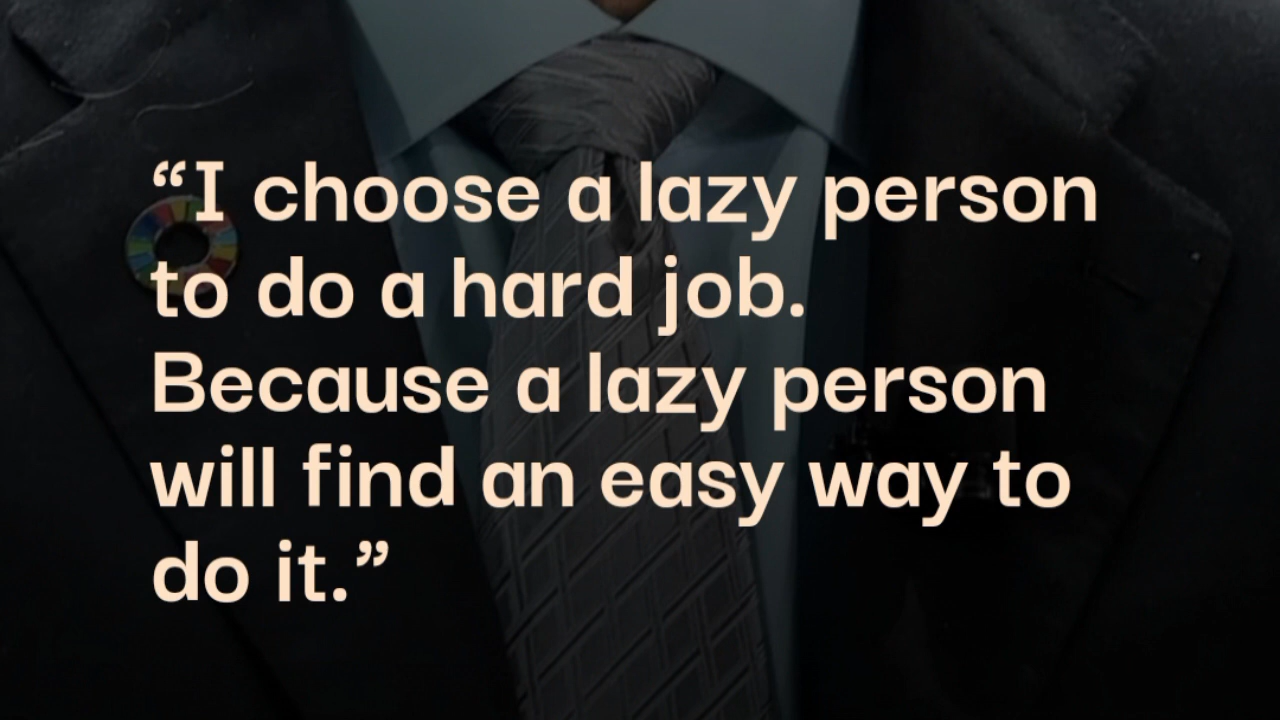 “I choose a lazy person
to do a hard job.
Because a lazy person
will find an easy way to
do it.”